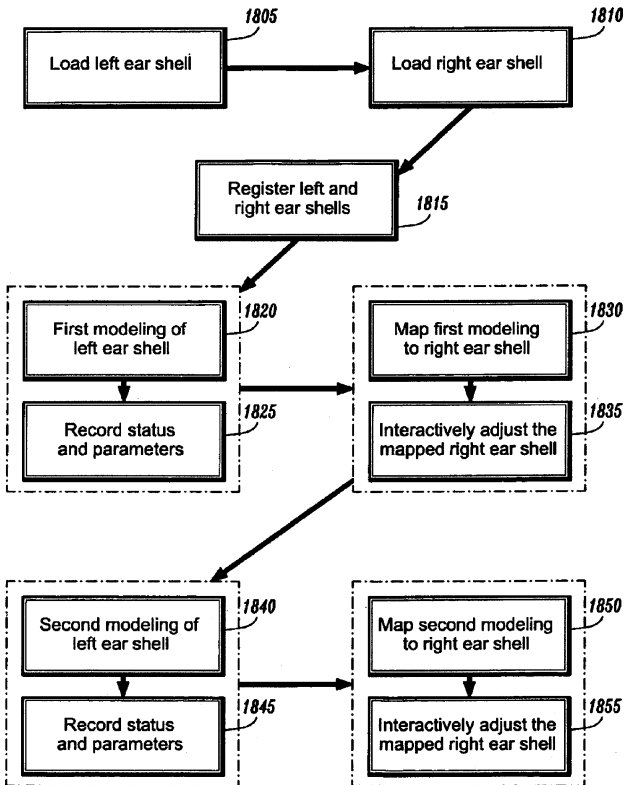 1805
Load left ear shell
1810
Load right ear shell
Register left and
right ear shells
1815
1820
First modeling of
left ear shell
1825
Record status
and parameters
1830
Map first modeling
to right ear shell
1835
Interactively adjust the
mapped right ear shell
1840
Second modeling of
left ear shell
1845
Record status
and parameters
1850
Map second modeling
to right ear shell
1855
Interactively adjust the
mapped right ear shell